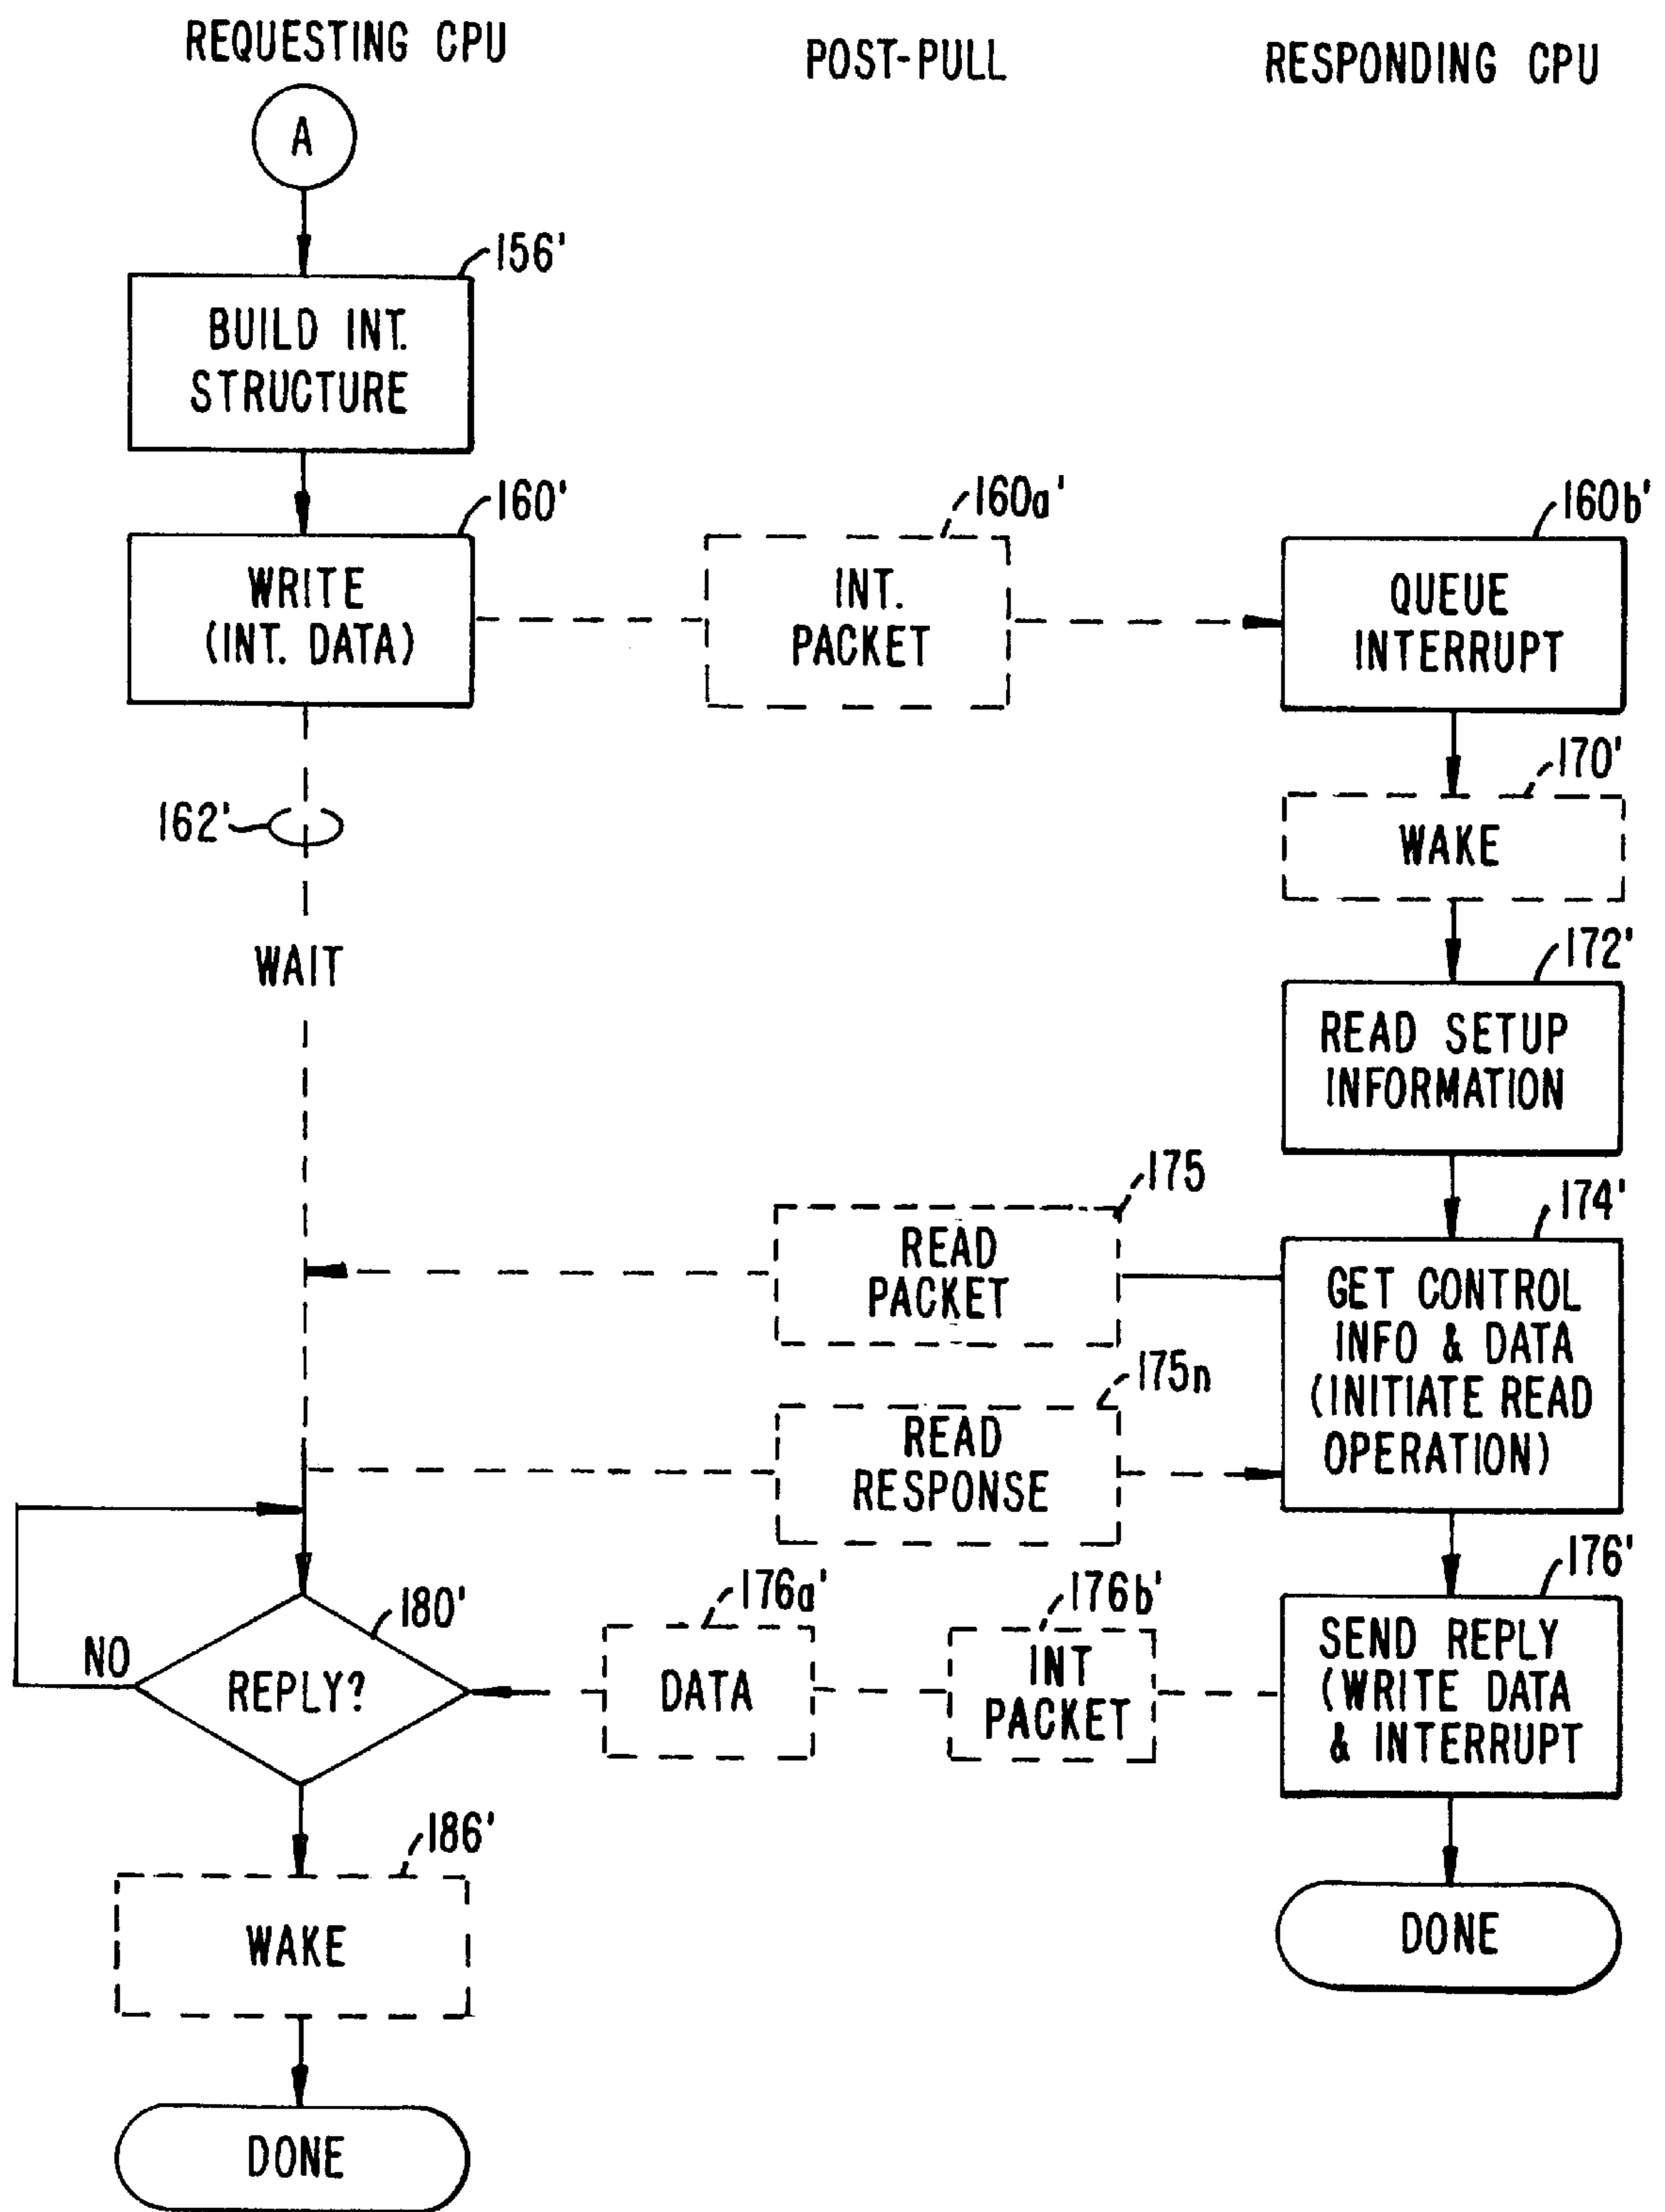 REQUESTING CPU
POST-PULL
RESPONDING CPU
A
156'
BUILD INT.
STRUCTURE
160'
WRITE
(INT. DATA)
160a'
INT.
PACKET
160b'
QUEUE
INTERRUPT
162'
WAIT
170'
WAKE
172'
READ SETUP
INFORMATION
175
READ
PACKET
174'
GET CONTROL
INFO & DATA
(INITIATE READ
OPERATION)
175n
READ
RESPONSE
180'
REPLY?
NO
176a'
DATA
176b'
INT
PACKET
176'
SEND REPLY
(WRITE DATA
& INTERRUPT
186'
WAKE
DONE
DONE